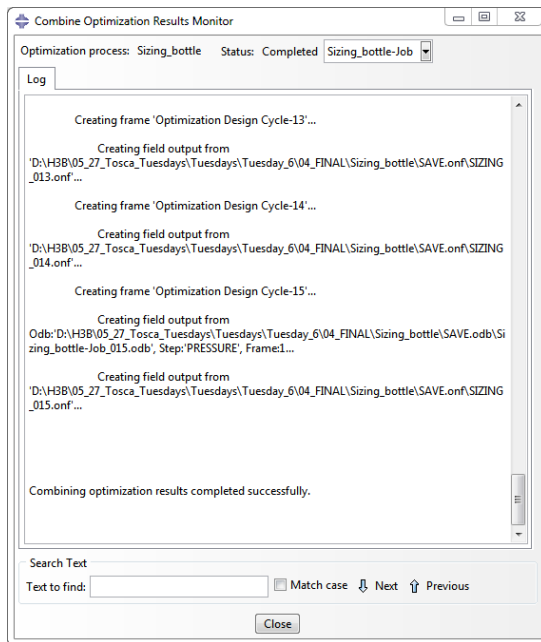 Combine Optimization Results Monitor
Optimization process: Sizing_bottle Status: Completed Sizing_bottle-Job
Log
Creating frame 'Optimization Design Cycle-13'...
Creating field output from
'D:\H3B\05_27_Tosca_Tuesdays\Tuesdays\Tuesday_6\04_FINAL\Sizing_bottle\SAVE.onf\SIZING
_013.onf'...
Creating frame 'Optimization Design Cycle-14'...
Creating field output from
'D:\H3B\05_27_Tosca_Tuesdays\Tuesdays\Tuesday_6\04_FINAL\Sizing_bottle\SAVE.onf\SIZING
_014.onf'...
Creating frame 'Optimization Design Cycle-15'...
Creating field output from
Odb:'D:\H3B\05_27_Tosca_Tuesdays\Tuesdays\Tuesday_6\04_FINAL\Sizing_bottle\SAVE.odb\Si
zing_bottle-Job_015.odb', Step:'PRESSURE', Frame:1...
Creating field output from
'D:\H3B\05_27_Tosca_Tuesdays\Tuesdays\Tuesday_6\04_FINAL\Sizing_bottle\SAVE.onf\SIZING
_015.onf'...
Combining optimization results completed successfully.
Search Text
Text to find: Match case Next Previous
Close